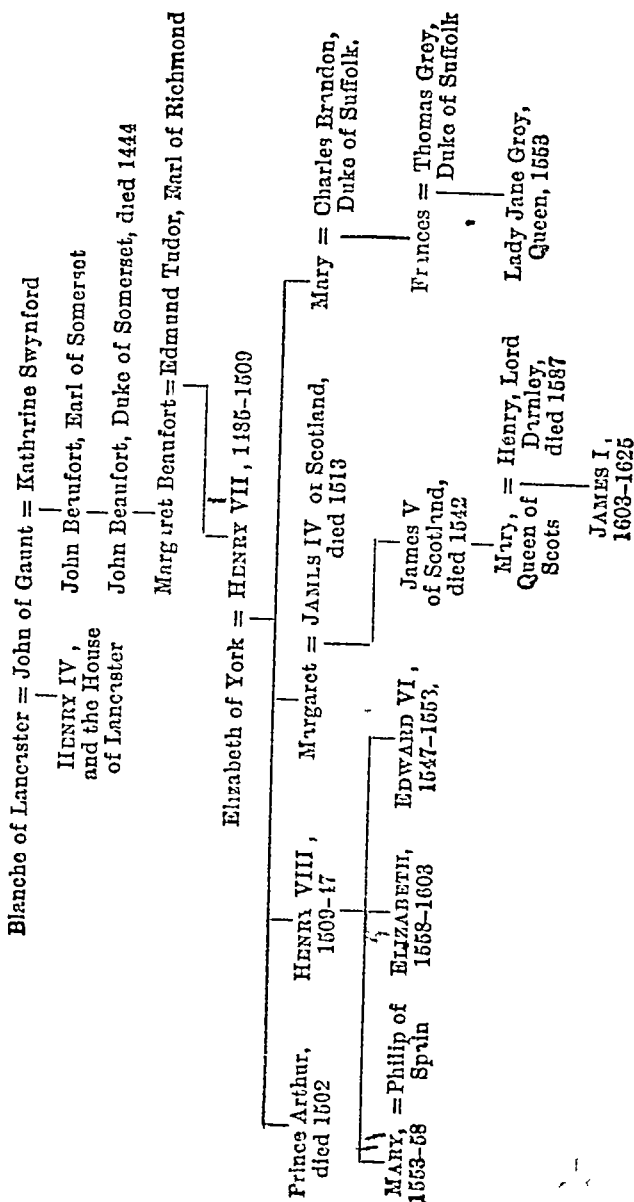 Blanche of Lancaster = John of Gaunt = Katharine Swynford
HENRY IV,
and the House
of Lancaster
John Beaufort, Earl of Somerset
John Beaufort, Duke of Somerset, died 1444
Margaret Beaufort = Edmund Tudor, Earl of Richmond
Elizabeth of York = HENRY VII, 1485-1509
Prince Arthur,
died 1502
HENRY VIII,
1509-47
Margaret = JAMES IV of Scotland,
died 1513
Mary = Charles Brandon,
Duke of Suffolk.
MARY, = Philip of
1553-58 Spain
ELIZABETH,
1558-1603
EDWARD VI,
1547-1553,
James V
of Scotland,
died 1542
Frances = Thomas Grey,
Duke of Suffolk
Mary, = Henry, Lord
Queen of Darnley,
Scots died 1587
Lady Jane Grey,
Queen, 1553
JAMES I,
1603-1625